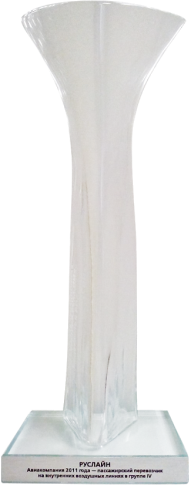 РУСЛАЙН
Авиакомпания 2011 года — пассажирский перевозчик
на внутренних воздушных линиях в группе IV